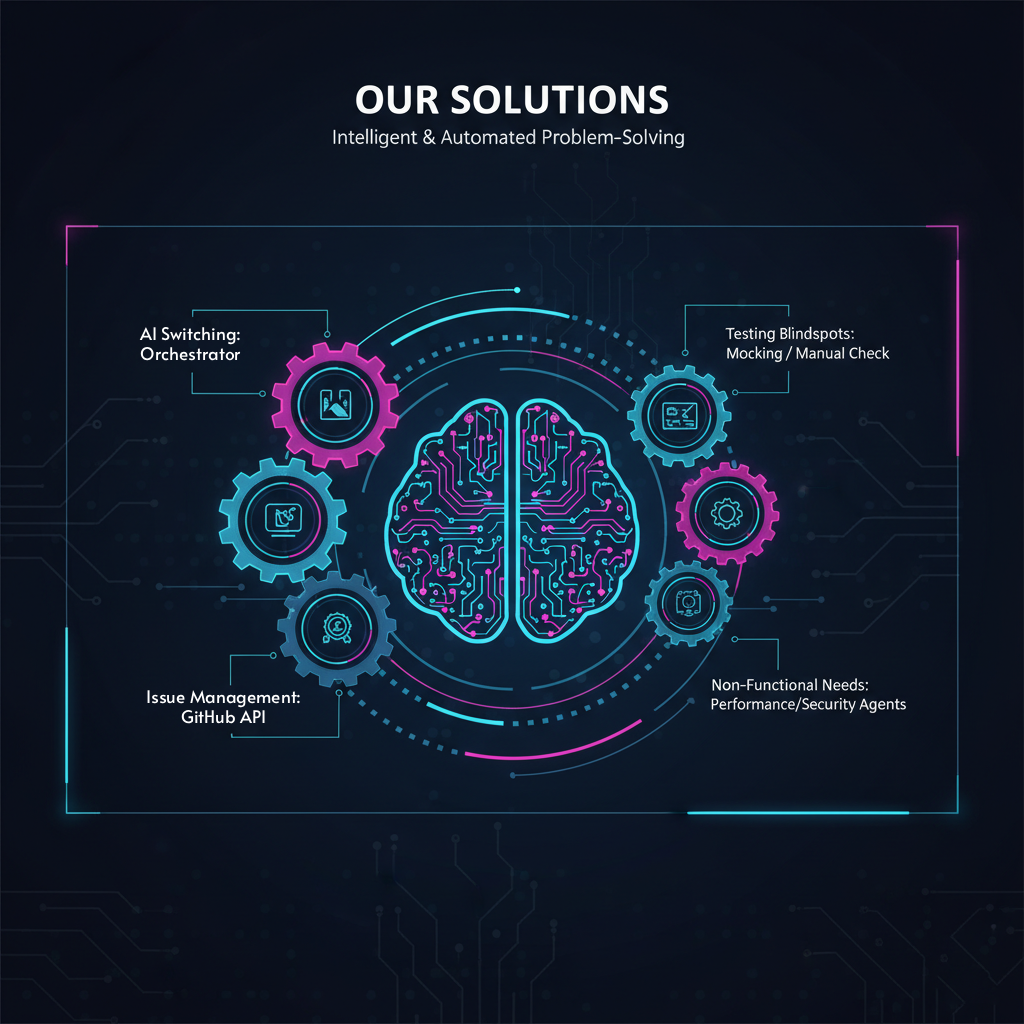 OUR SOLUTIONS
Intelligent & Automated Problem-Solving
AI Switching:
Orchestrator
Testing Blindspots:
Mocking / Manual Check
Issue Management:
GitHub API
Non-Functional Needs:
Performance/Security Agents